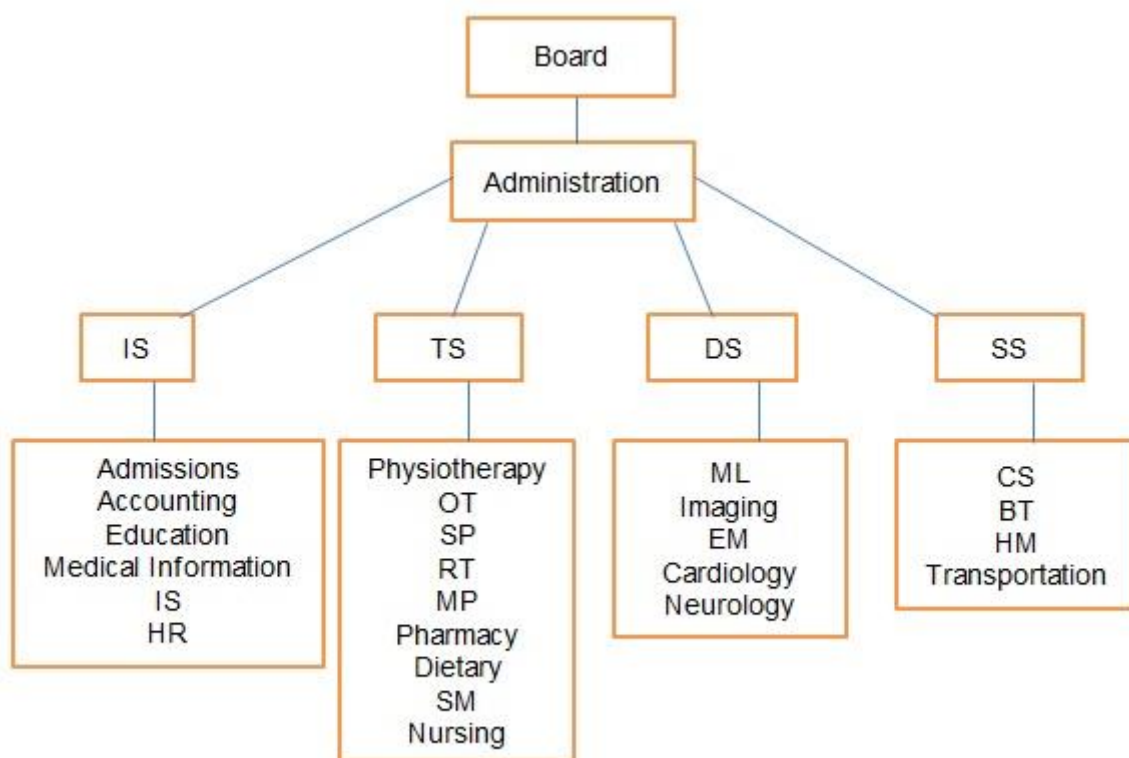 Board
Administration
IS
TS
DS
SS
Admissions
Accounting
Education
Medical Information
IS
HR
Physiotherapy
OT
SP
RT
MP
Pharmacy
Dietary
SM
Nursing
ML
Imaging
EM
Cardiology
Neurology
CS
BT
HM
Transportation